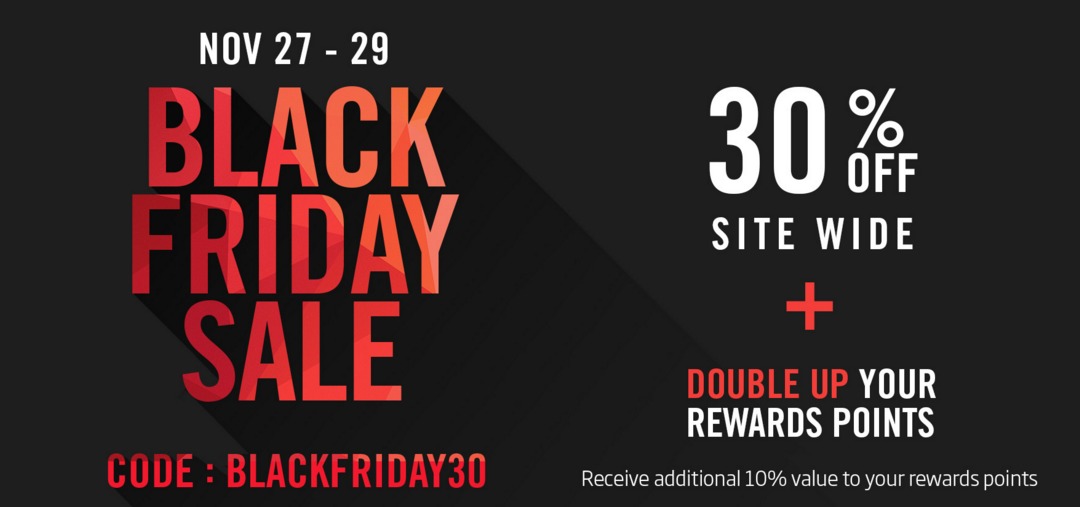 NOV 27 - 29
BLACK
FRIDAY
SALE
CODE : BLACKFRIDAY30
30 %
OFF
SITE WIDE
+
DOUBLE UP YOUR
REWARDS POINTS
Receive additional 10% value to your rewards points